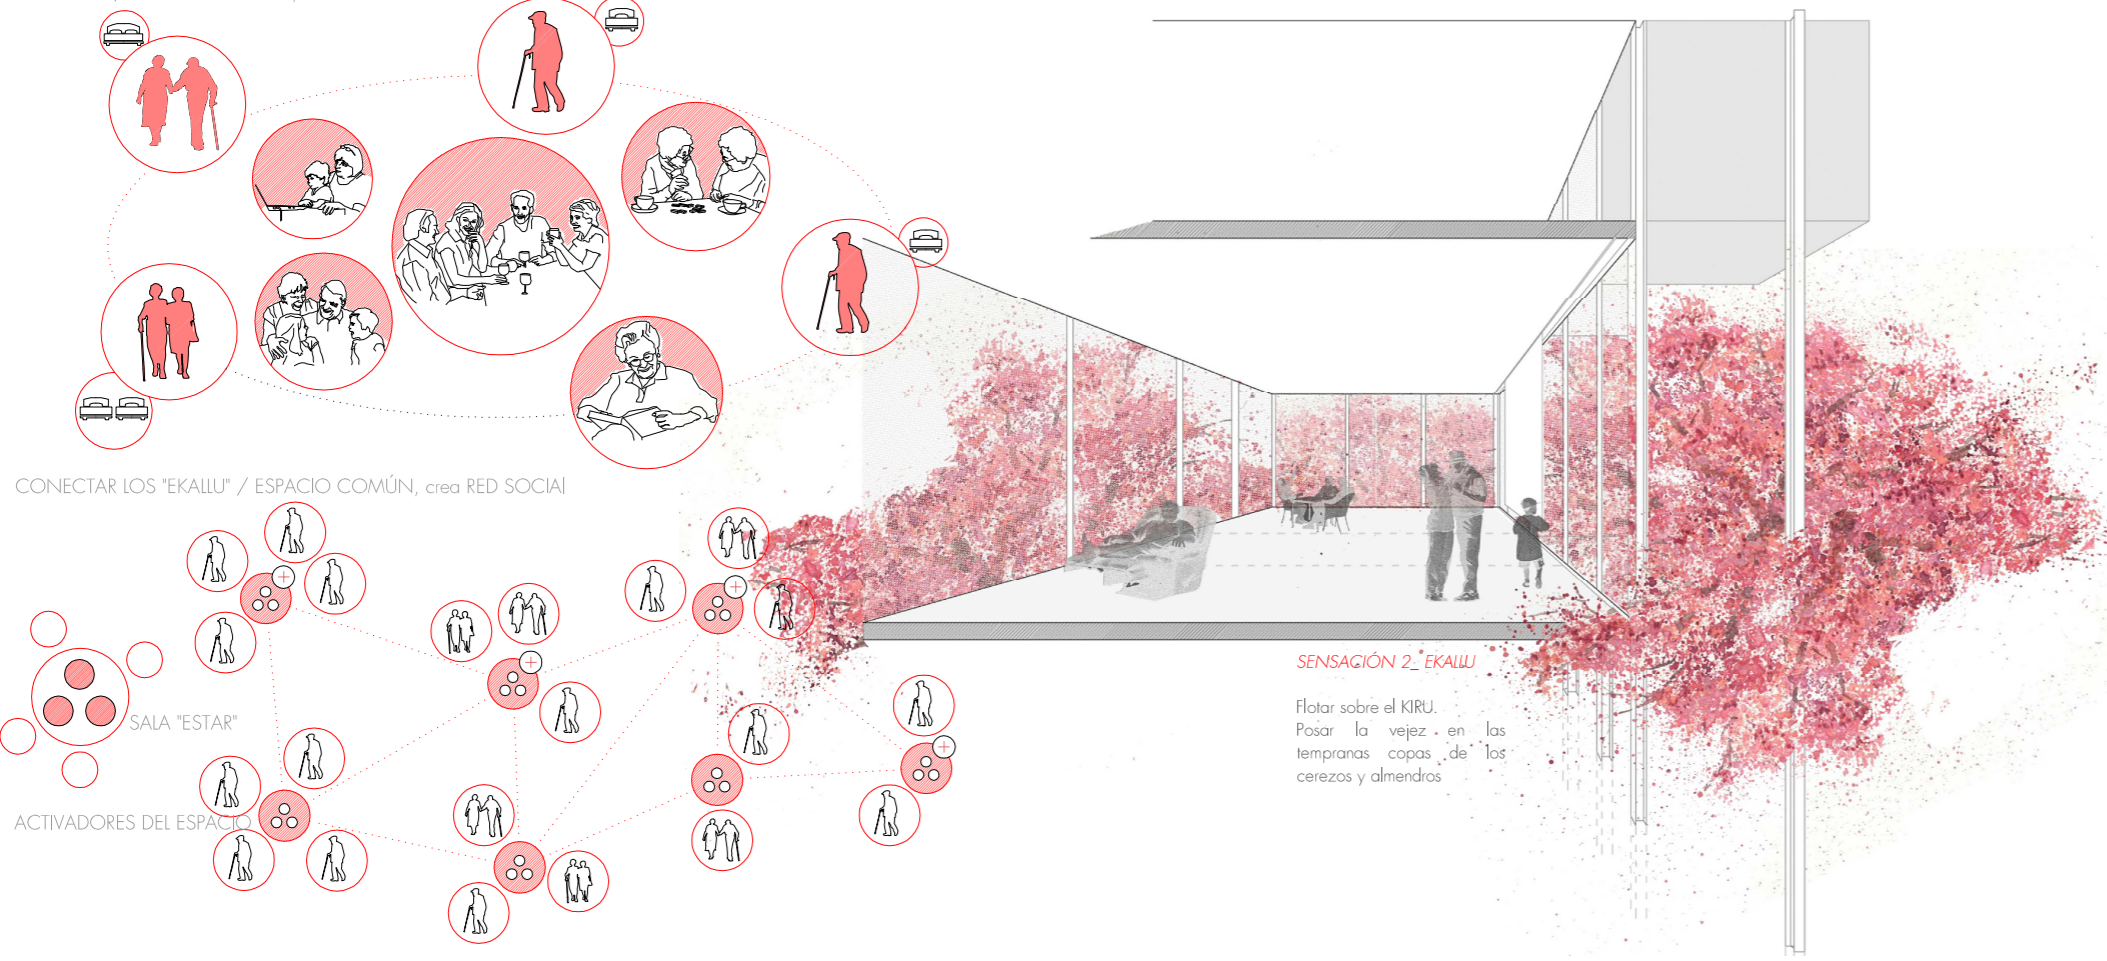 CONECTAR LOS "EKALLU" / ESPACIO COMÚN, crea RED SOCIAl
SALA "ESTAR"
ACTIVADORES DEL ESPACIO
SENSACIÓN 2_ EKALLU
Flotar sobre el KIRU.
Posar la vejez en las
tempranas copas de los
cerezos y almendros